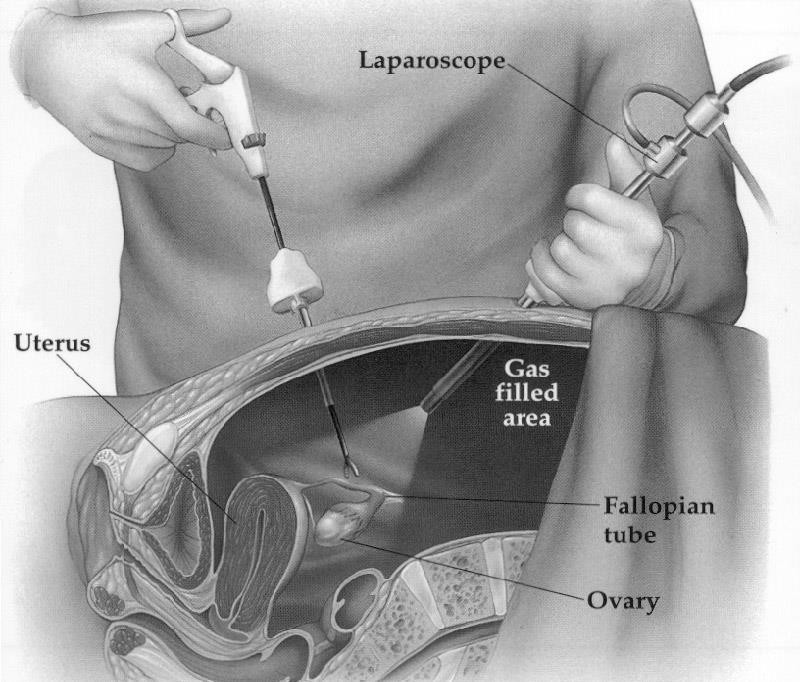 Laparoscope
Uterus
Gas
filled
area
Fallopian
tube
Ovary